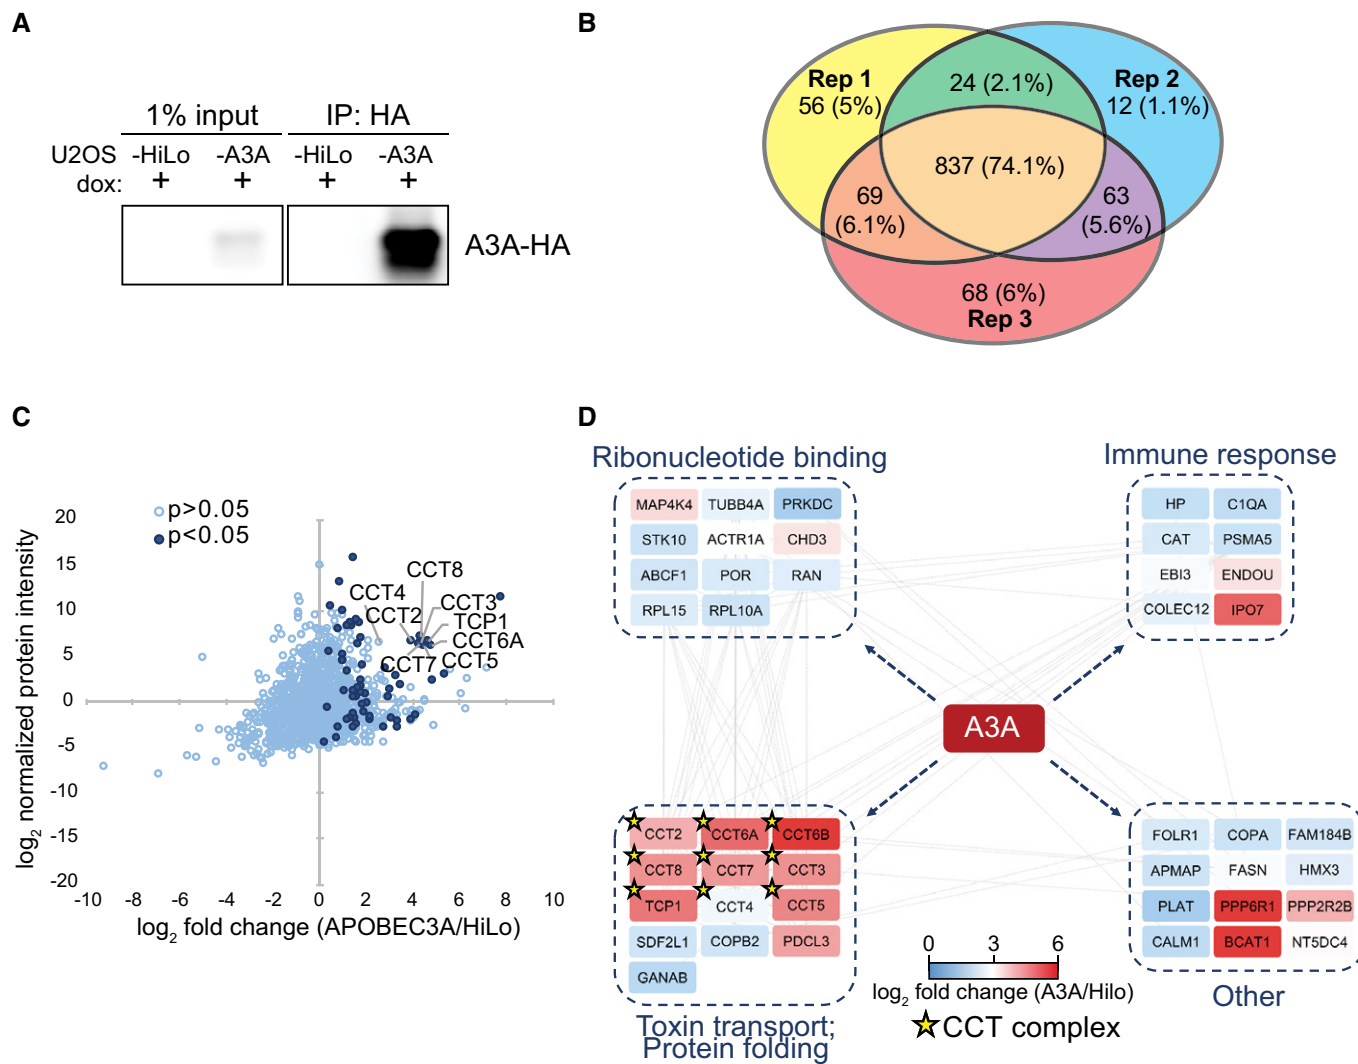 A
1% input
IP: HA
U2OS -HiLo -A3A -HiLo -A3A
dox: + + + +
A3A-HA
B
Rep 1
56 (5%)
24 (2.1%)
Rep 2
12 (1.1%)
837 (74.1%)
69
(6.1%)
63
(5.6%)
68 (6%)
Rep 3
C
p>0.05
p<0.05
log2 normalized protein intensity
20
15
10
5
0
-5
-10
-15
-20
CCT8
CCT4
CCT3
CCT2
TCP1
CCT6A
CCT7
CCT5
-10 -8 -6 -4 -2 0 2 4 6 8 10
log2 fold change (APOBEC3A/HiLo)
D
Ribonucleotide binding
MAP4K4 TUBB4A PRKDC
STK10 ACTR1A CHD3
ABCF1 POR RAN
RPL15 RPL10A
Immune response
HP C1QA
CAT PSMA5
EBI3 ENDOU
COLEC12 IPO7
A3A
CCT2 CCT6A CCT6B
CCT8 CCT7 CCT3
TCP1 CCT4 CCT5
SDF2L1 COPB2 PDCL3
GANAB
Toxin transport;
Protein folding
FOLR1 COPA FAM184B
APMAP FASN HMX3
PLAT PPP6R1 PPP2R2B
CALM1 BCAT1 NT5DC4
Other
0 3 6
log2 fold change (A3A/Hilo)
CCT complex